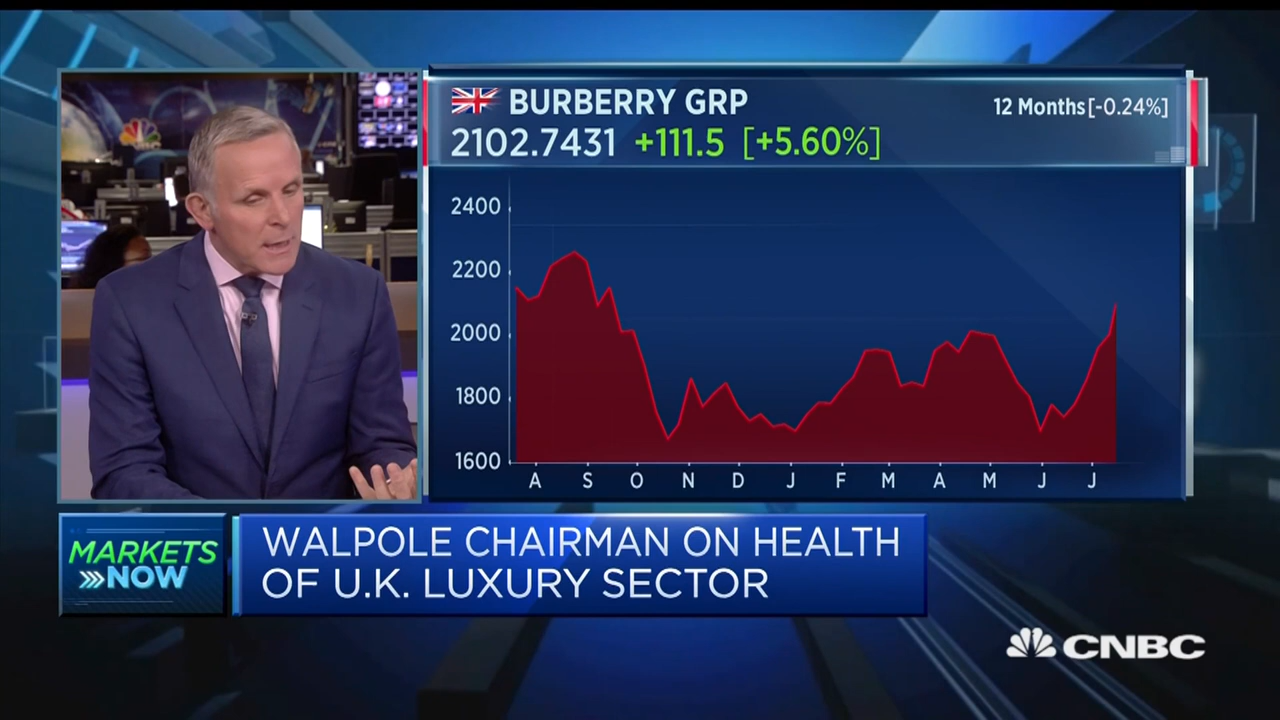 BURBERRY GRP
12 Months[-0.24%]
2102.7431 +111.5 [+5.60%]
2400
2200
2000
1800
1600
A S O N D J F M A M J J
MARKETS
NOW
WALPOLE CHAIRMAN ON HEALTH
OF U.K. LUXURY SECTOR
CNBC